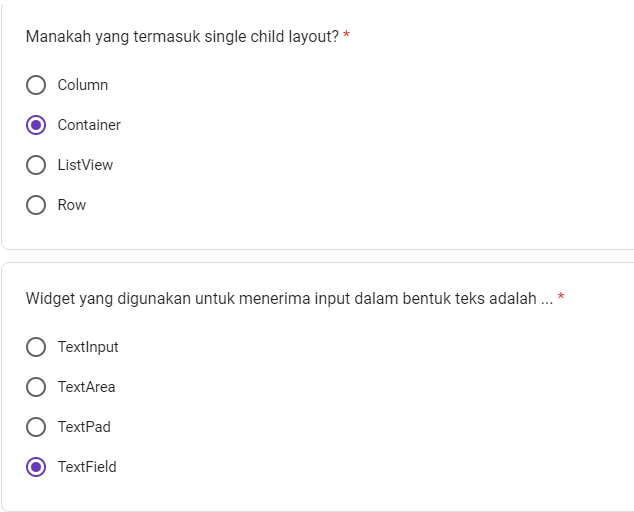 Manakah yang termasuk single child layout? *
Column
Container
ListView
Row
Widget yang digunakan untuk menerima input dalam bentuk teks adalah ... *
TextInput
TextArea
TextPad
TextField